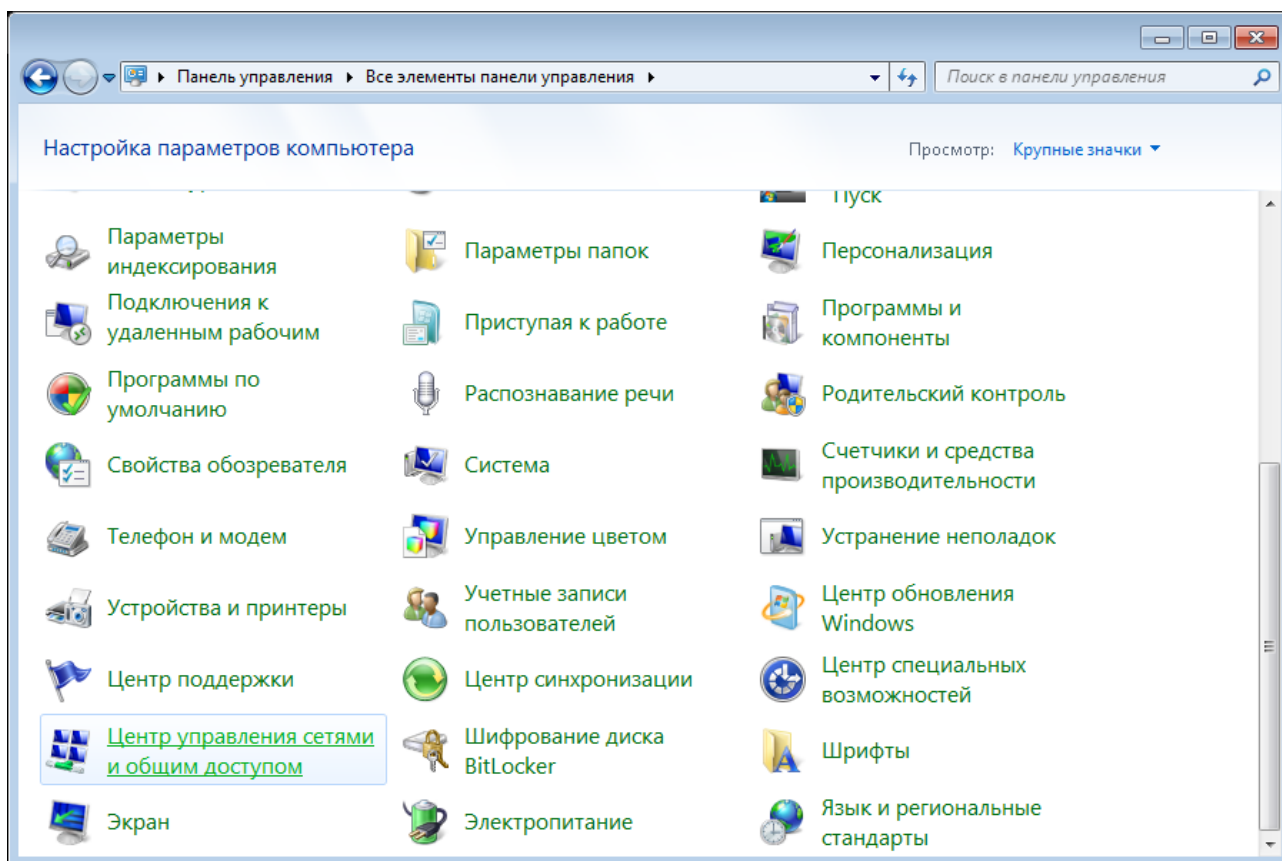 Панель управления ▸ Все элементы панели управления ▸
Поиск в панели управления
Настройка параметров компьютера
Просмотр: Крупные значки
Пуск
Параметры
индексирования
Параметры папок
Персонализация
Подключения к
удаленным рабочим
Приступая к работе
Программы и
компоненты
Программы по
умолчанию
Распознавание речи
Родительский контроль
Свойства обозревателя
Система
Счетчики и средства
производительности
Телефон и модем
Управление цветом
Устранение неполадок
Устройства и принтеры
Учетные записи
пользователей
Центр обновления
Windows
Центр поддержки
Центр синхронизации
Центр специальных
возможностей
Центр управления сетями
и общим доступом
Шифрование диска
BitLocker
Шрифты
Экран
Электропитание
Язык и региональные
стандарты